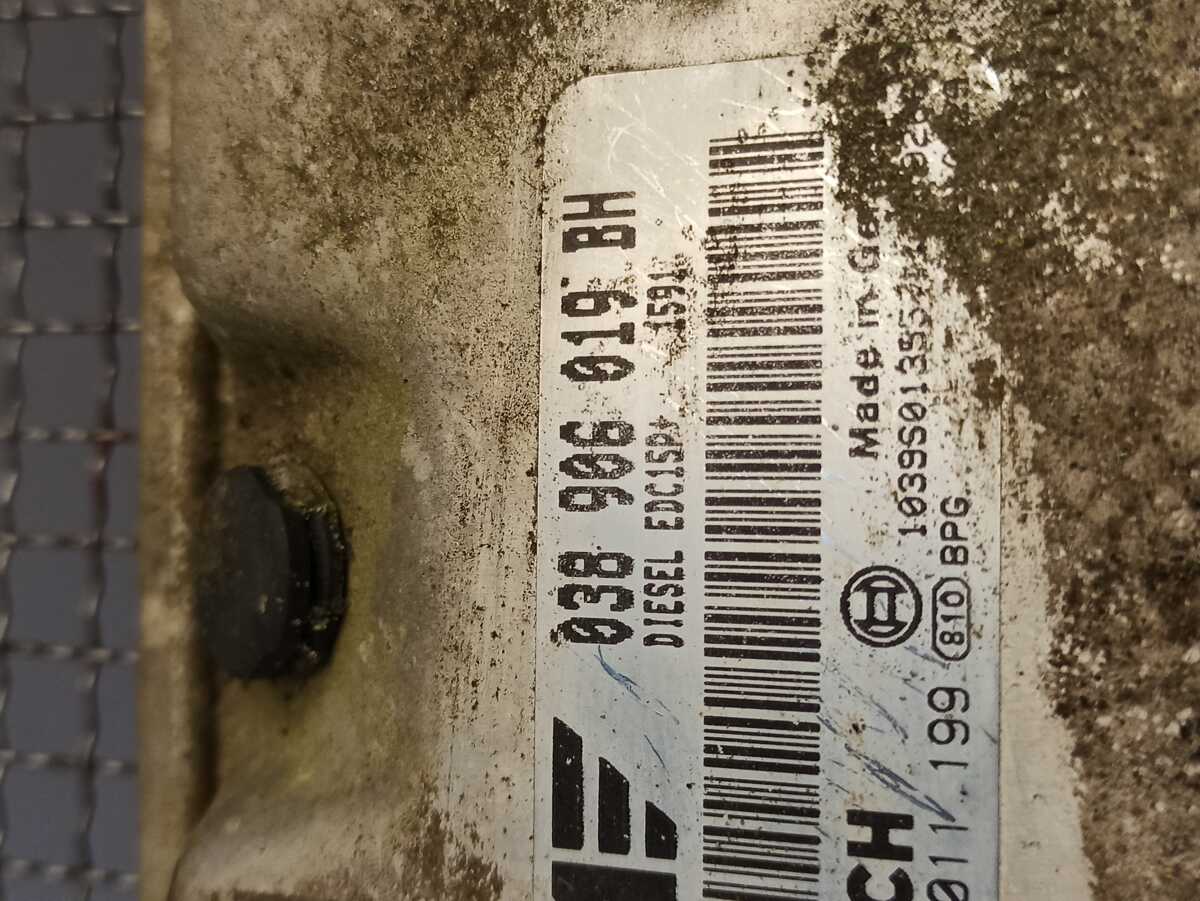 038 906 019 BH
DIESEL EDC15P+ 1591
CH
Made in Ge
1039S01355
011 199 810 BPG